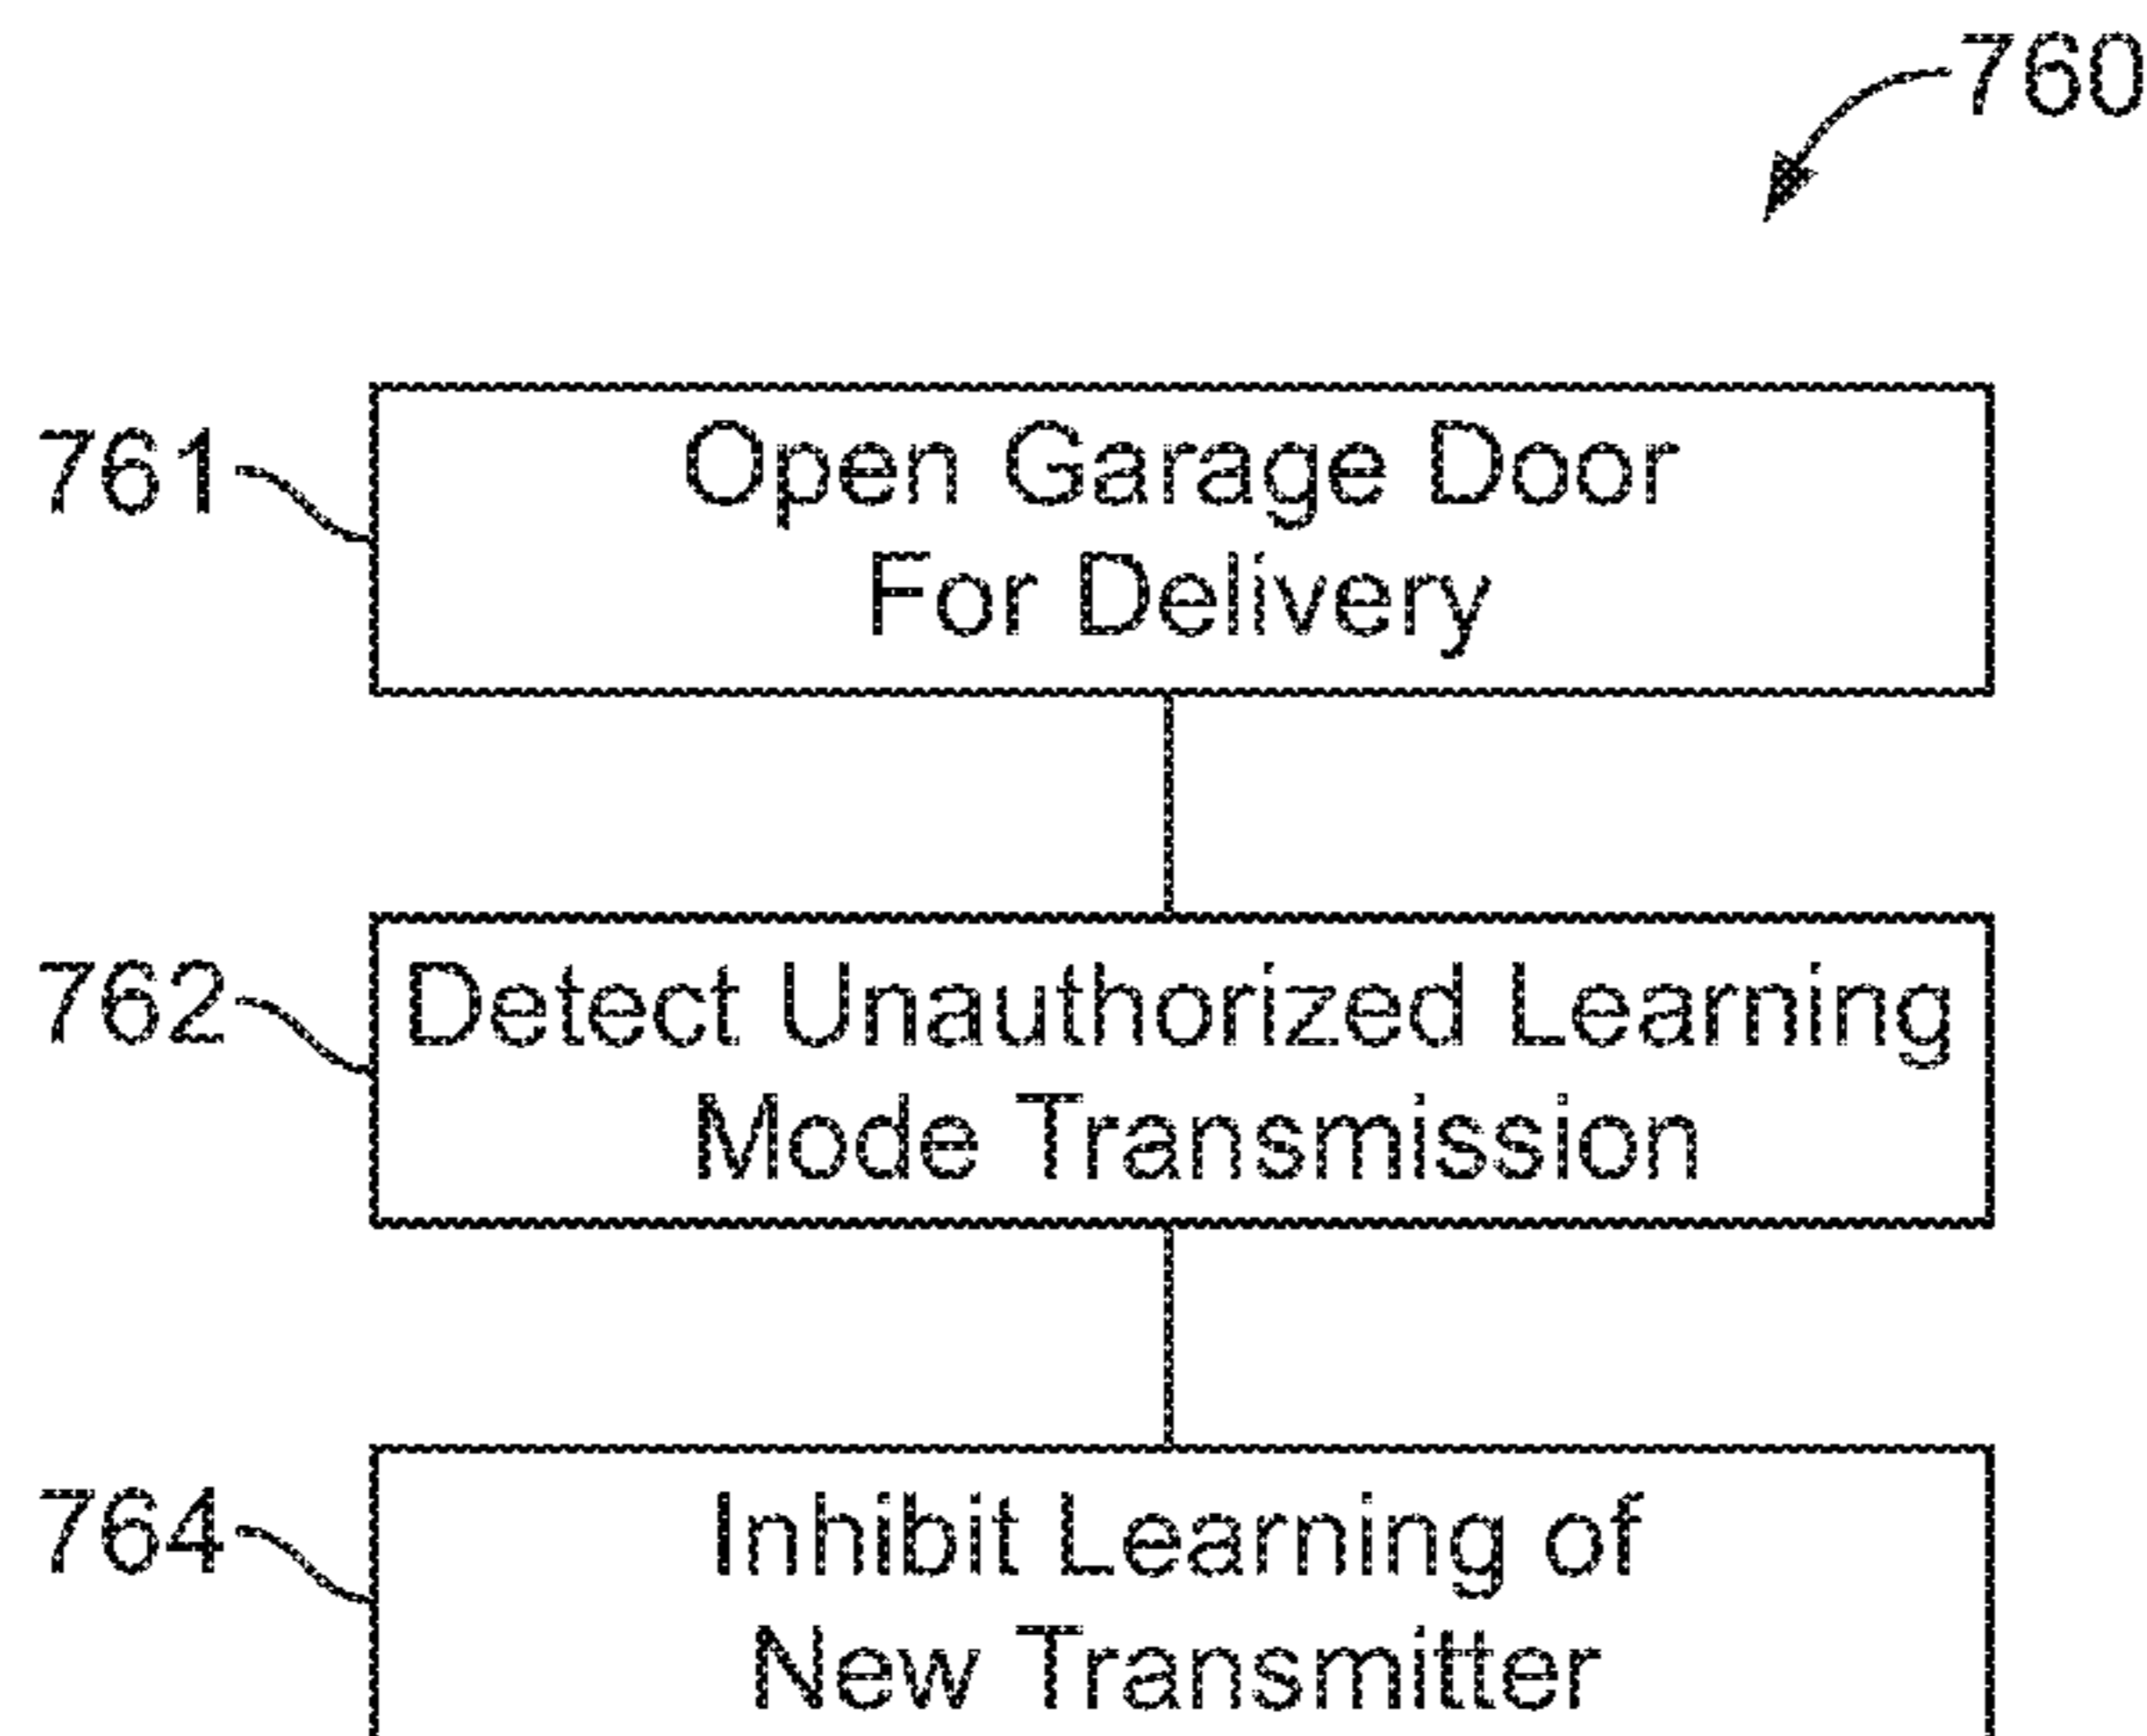 760
761
Open Garage Door
For Delivery
762
Detect Unauthorized Learning
Mode Transmission
764
Inhibit Learning of
New Transmitter